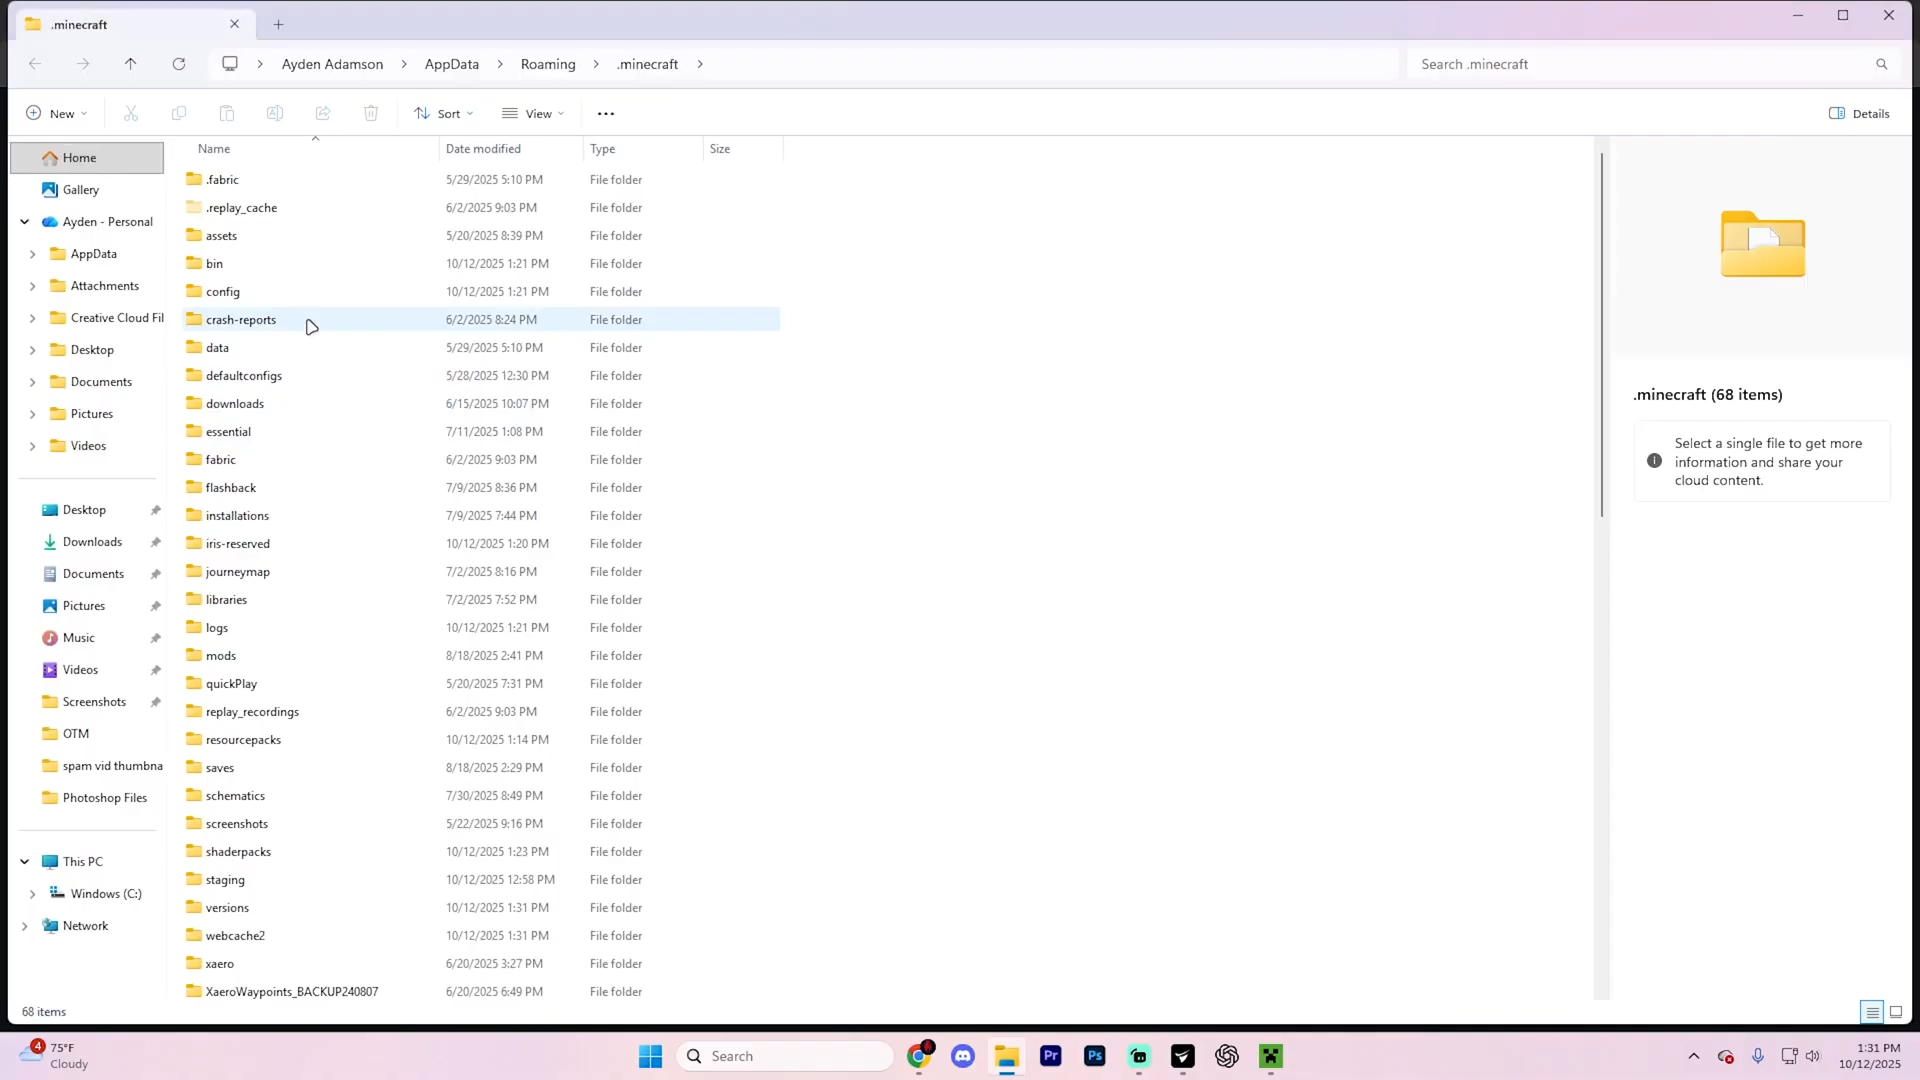 .minecraft
Ayden Adamson
AppData
Roaming
.minecraft
Search .minecraft
New
Sort
View
Details
Name Date modified Type Size
Home
Gallery
Ayden - Personal
AppData
Attachments
Creative Cloud Fil
Desktop
Documents
Pictures
Videos
Desktop
Downloads
Documents
Pictures
Music
Videos
Screenshots
OTM
spam vid thumbna
Photoshop Files
This PC
Windows (C:)
Network
.fabric 5/29/2025 5:10 PM File folder
.replay_cache 6/2/2025 9:03 PM File folder
assets 5/20/2025 8:39 PM File folder
bin 10/12/2025 1:21 PM File folder
config 10/12/2025 1:21 PM File folder
crash-reports 6/2/2025 8:24 PM File folder
data 5/29/2025 5:10 PM File folder
defaultconfigs 5/28/2025 12:30 PM File folder
downloads 6/15/2025 10:07 PM File folder
essential 7/11/2025 1:08 PM File folder
fabric 6/2/2025 9:03 PM File folder
flashback 7/9/2025 8:36 PM File folder
installations 7/9/2025 7:44 PM File folder
iris-reserved 10/12/2025 1:20 PM File folder
journeymap 7/2/2025 8:16 PM File folder
libraries 7/2/2025 7:52 PM File folder
logs 10/12/2025 1:21 PM File folder
mods 8/18/2025 2:41 PM File folder
quickPlay 5/20/2025 7:31 PM File folder
replay_recordings 6/2/2025 9:03 PM File folder
resourcepacks 10/12/2025 1:14 PM File folder
saves 8/18/2025 2:29 PM File folder
schematics 7/30/2025 8:49 PM File folder
screenshots 5/22/2025 9:16 PM File folder
shaderpacks 10/12/2025 1:23 PM File folder
staging 10/12/2025 12:58 PM File folder
versions 10/12/2025 1:31 PM File folder
webcache2 10/12/2025 1:31 PM File folder
xaero 6/20/2025 3:27 PM File folder
XaeroWaypoints_BACKUP240807 6/20/2025 6:49 PM File folder
.minecraft (68 items)
Select a single file to get more
information and share your
cloud content.
68 items
4
75°F
Cloudy
Search
Pr
Ps
1:31 PM
10/12/2025